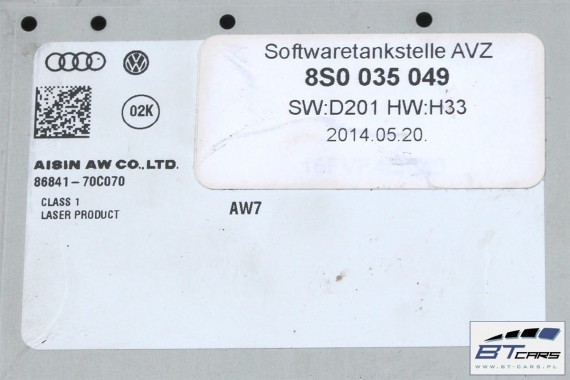 Softwaretankstelle AVZ
8S0 035 049
SW:D201 HW:H33
2014.05.20.
02K
AISIN AW CO., LTD.
86841-70C070
CLASS 1
LASER PRODUCT
AW7
BTCARS
WWW.BT-CARS.PL